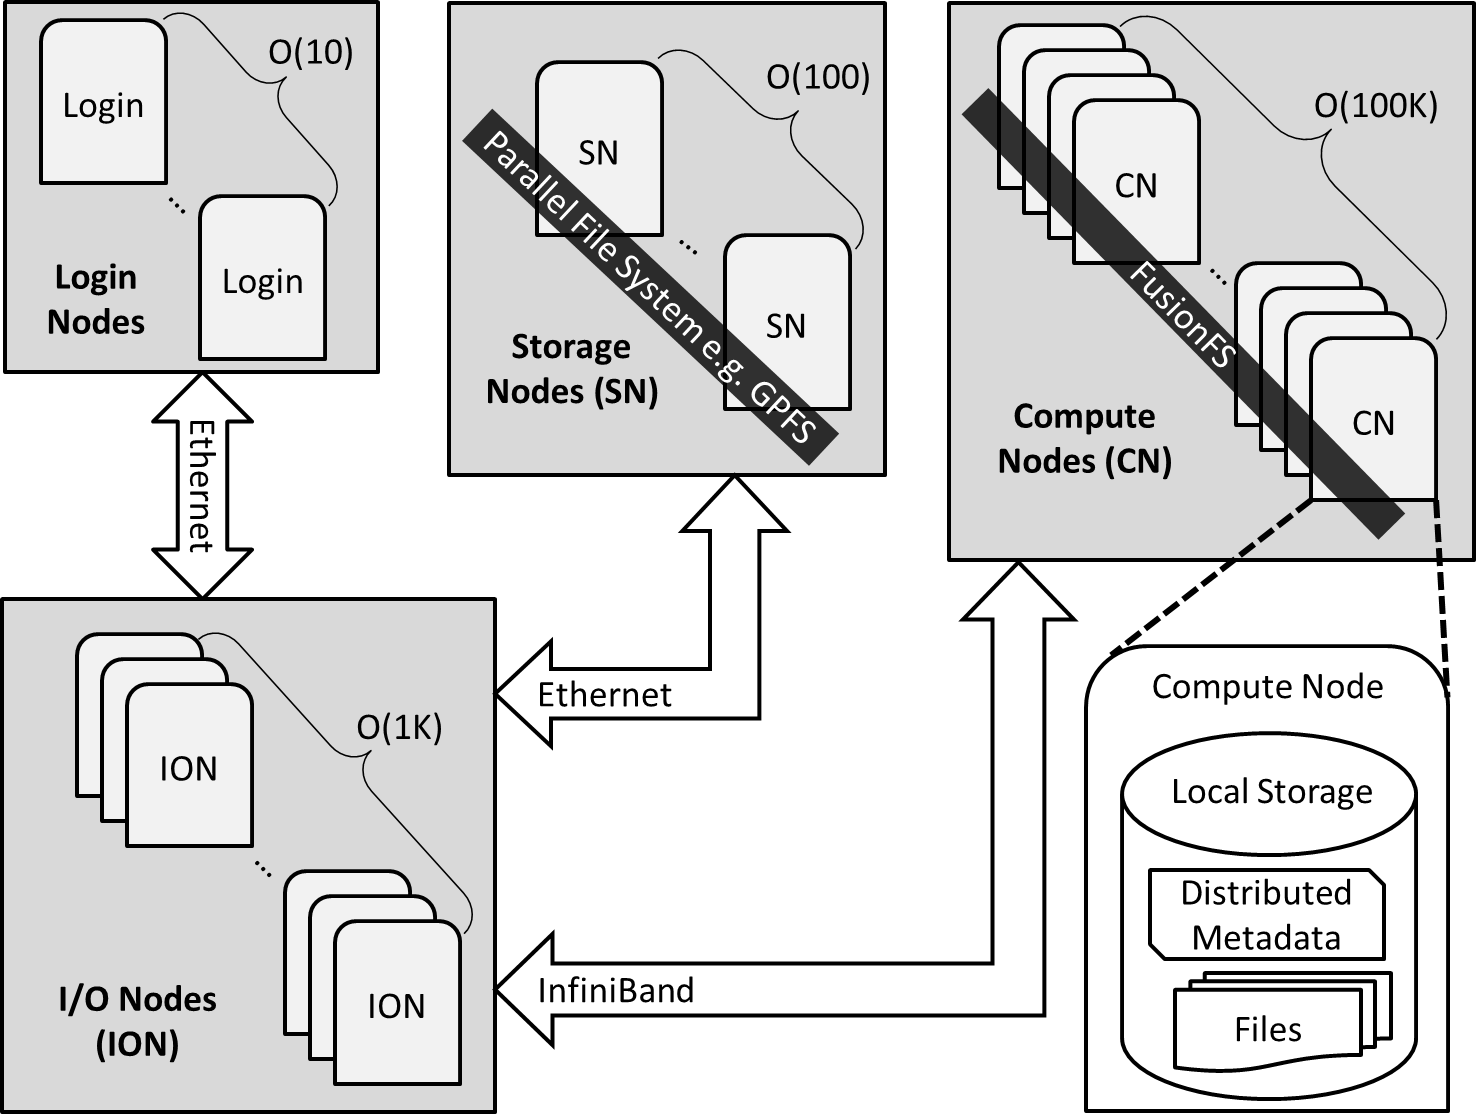 O(10)
Login
Login
Login
Nodes
Ethernet
O(100)
SN
SN
Parallel File System e.g. GPFS
Storage
Nodes (SN)
O(100K)
CN
CN
FusionFS
Compute
Nodes (CN)
O(1K)
ION
ION
I/O Nodes
(ION)
Ethernet
InfiniBand
Compute Node
Local Storage
Distributed
Metadata
Files